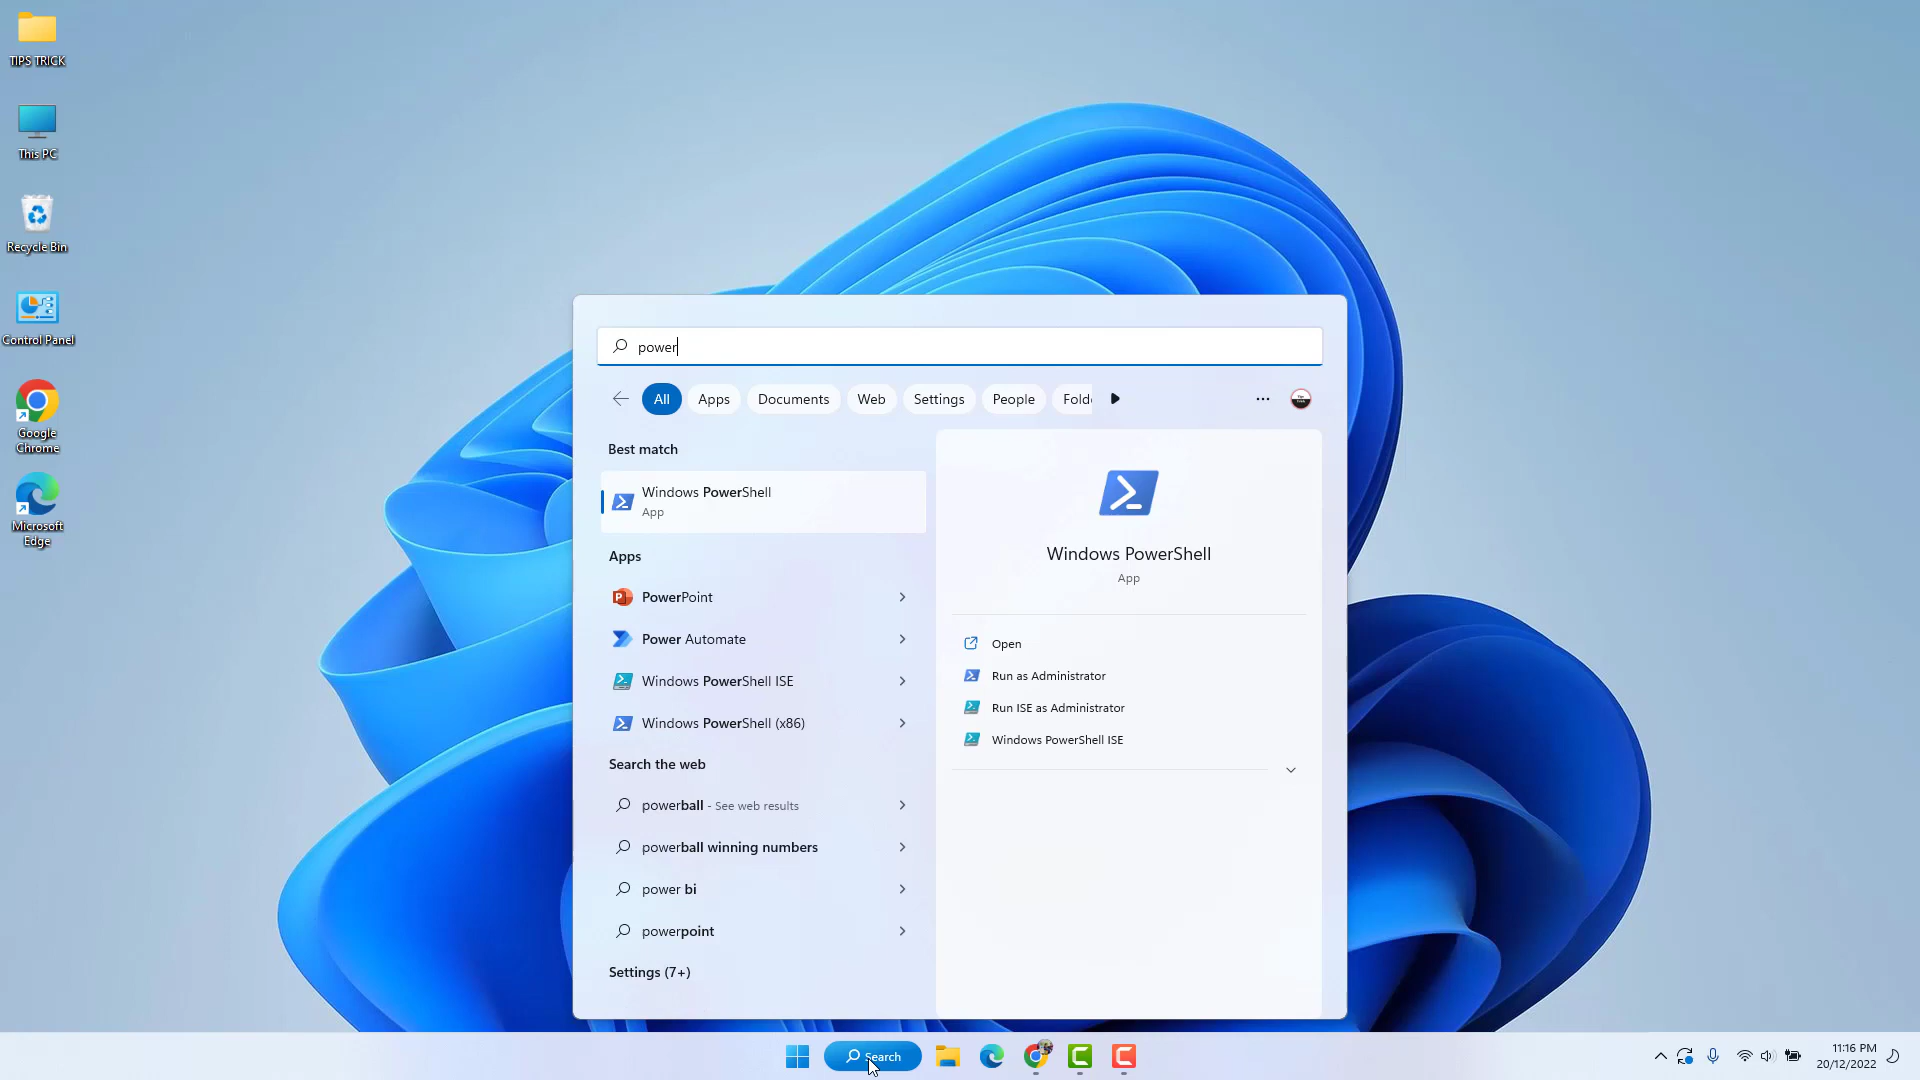 TIPS TRICK
This PC
Recycle Bin
Control Panel
Google
Chrome
Microsoft
Edge
power
All
Apps
Documents
Web
Settings
People
Fold
Best match
Windows PowerShell
App
Apps
PowerPoint
Power Automate
Windows PowerShell ISE
Windows PowerShell (x86)
Search the web
powerball - See web results
powerball winning numbers
power bi
powerpoint
Settings (7+)
Windows PowerShell
App
Open
Run as Administrator
Run ISE as Administrator
Windows PowerShell ISE
Search
11:16 PM
20/12/2022